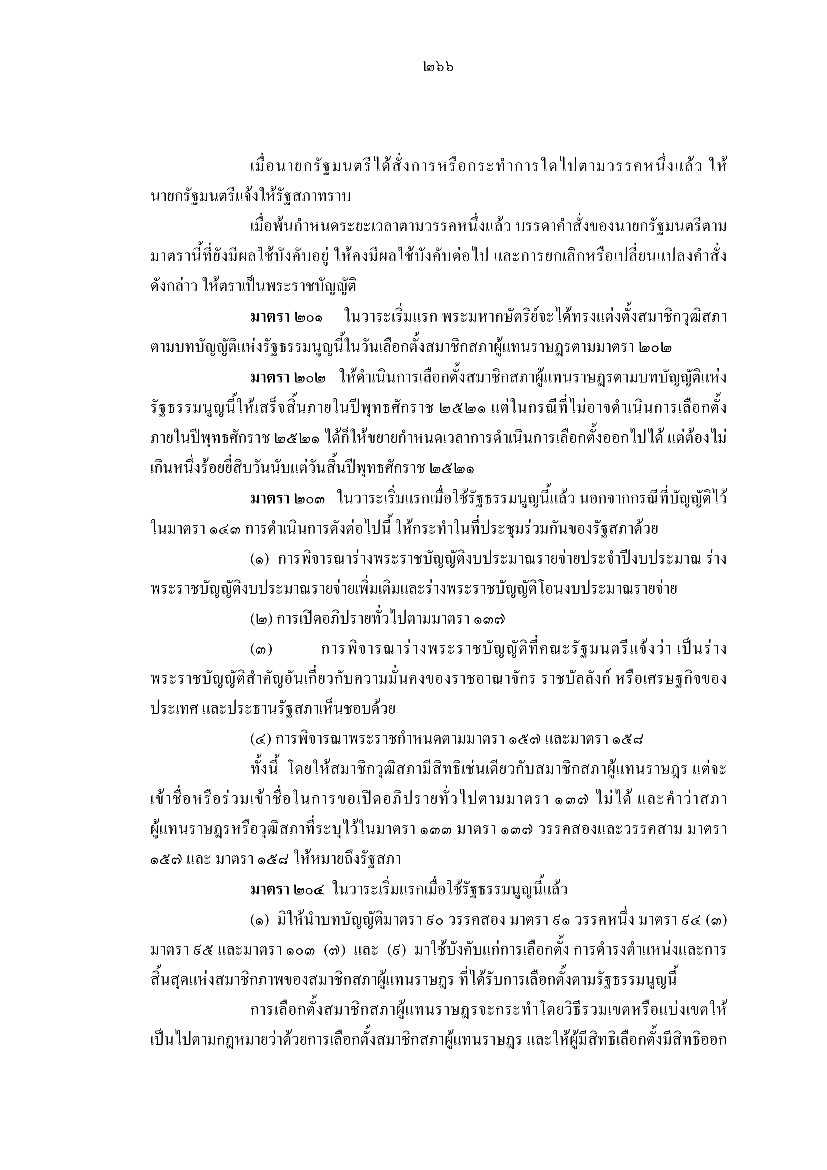 ๒๖๖
เมื่อนายกรัฐมนตรีได้สั่งการหรือกระทำการใดไปตามวรรคหนึ่งแล้ว ให้
นายกรัฐมนตรีแจ้งให้รัฐสภาทราบ
เมื่อพ้นกำหนดระยะเวลาตามวรรคหนึ่งแล้ว บรรดาคำสั่งของนายกรัฐมนตรีตาม
มาตรานี้ที่ยังมีผลใช้บังคับอยู่ ให้คงมีผลใช้บังคับต่อไป และการยกเลิกหรือเปลี่ยนแปลงคำสั่ง
ดังกล่าว ให้ตราเป็นพระราชบัญญัติ
มาตรา ๒๐๑ ในวาระเริ่มแรก พระมหากษัตริย์จะได้ทรงแต่งตั้งสมาชิกวุฒิสภา
ตามบทบัญญัติแห่งรัฐธรรมนูญนี้ในวันเลือกตั้งสมาชิกสภาผู้แทนราษฎรตามมาตรา ๒๐๒
มาตรา ๒๐๒ ให้ดำเนินการเลือกตั้งสมาชิกสภาผู้แทนราษฎรตามบทบัญญัติแห่ง
รัฐธรรมนูญนี้ให้เสร็จสิ้นภายในปีพุทธศักราช ๒๕๒๑ แต่ในกรณีที่ไม่อาจดำเนินการเลือกตั้ง
ภายในปีพุทธศักราช ๒๕๒๑ ได้ก็ให้ขยายกำหนดเวลาการดำเนินการเลือกตั้งออกไปได้ แต่ต้องไม่
เกินหนึ่งร้อยยี่สิบวันนับแต่วันสิ้นปีพุทธศักราช ๒๕๒๑
มาตรา ๒๐๓ ในวาระเริ่มแรกเมื่อใช้รัฐธรรมนูญนี้แล้ว นอกจากกรณีที่บัญญัติไว้
ในมาตรา ๑๔๓ การดำเนินการดังต่อไปนี้ ให้กระทำในที่ประชุมร่วมกันของรัฐสภาด้วย
(๑) การพิจารณาร่างพระราชบัญญัติงบประมาณรายจ่ายประจำปีงบประมาณ ร่าง
พระราชบัญญัติงบประมาณรายจ่ายเพิ่มเติมและร่างพระราชบัญญัติโอนงบประมาณรายจ่าย
(๒) การเปิดอภิปรายทั่วไปตามมาตรา ๑๓๗
(๓) การพิจารณาร่างพระราชบัญญัติที่คณะรัฐมนตรีแจ้งว่า เป็นร่าง
พระราชบัญญัติสำคัญอันเกี่ยวกับความมั่นคงของราชอาณาจักร ราชบัลลังก์ หรือเศรษฐกิจของ
ประเทศ และประธานรัฐสภาเห็นชอบด้วย
(๔) การพิจารณาพระราชกำหนดตามมาตรา ๑๕๗ และมาตรา ๑๕๘
ทั้งนี้ โดยให้สมาชิกวุฒิสภามีสิทธิเช่นเดียวกับสมาชิกสภาผู้แทนราษฎร แต่จะ
เข้าชื่อหรือร่วมเข้าชื่อในการขอเปิดอภิปรายทั่วไปตามมาตรา ๑๓๗ ไม่ได้ และคำว่าสภา
ผู้แทนราษฎรหรือวุฒิสภาที่ระบุไว้ในมาตรา ๑๓๓ มาตรา ๑๓๗ วรรคสองและวรรคสาม มาตรา
๑๕๗ และ มาตรา ๑๕๘ ให้หมายถึงรัฐสภา
มาตรา ๒๐๔ ในวาระเริ่มแรกเมื่อใช้รัฐธรรมนูญนี้แล้ว
(๑) มิให้นำบทบัญญัติมาตรา ๙๐ วรรคสอง มาตรา ๙๑ วรรคหนึ่ง มาตรา ๙๔ (๓)
มาตรา ๙๕ และมาตรา ๑๐๓ (๗) และ (๙) มาใช้บังคับแก่การเลือกตั้ง การดำรงตำแหน่งและการ
สิ้นสุดแห่งสมาชิกภาพของสมาชิกสภาผู้แทนราษฎร ที่ได้รับการเลือกตั้งตามรัฐธรรมนูญนี้
การเลือกตั้งสมาชิกสภาผู้แทนราษฎรจะกระทำโดยวิธีรวมเขตหรือแบ่งเขตให้
เป็นไปตามกฎหมายว่าด้วยการเลือกตั้งสมาชิกสภาผู้แทนราษฎร และให้ผู้มีสิทธิเลือกตั้งมีสิทธิออก